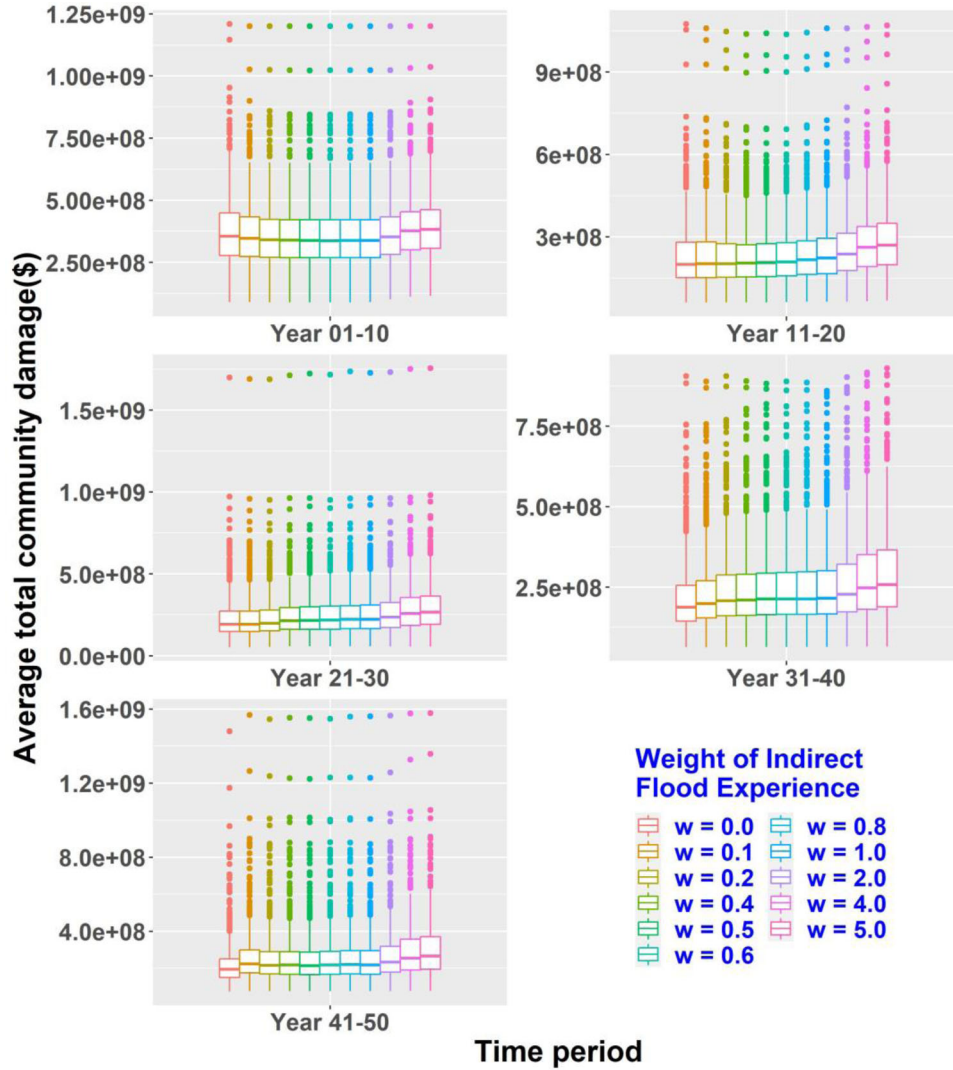 Average total community damage($)
1.25e+09
1.00e+09
7.50e+08
5.00e+08
2.50e+08
Year 01-10
9e+08
6e+08
3e+08
Year 11-20
1.5e+09
1.0e+09
5.0e+08
0.0e+00
Year 21-30
7.5e+08
5.0e+08
2.5e+08
Year 31-40
1.6e+09
1.2e+09
8.0e+08
4.0e+08
Year 41-50
Weight of Indirect
Flood Experience
w = 0.0
w = 0.1
w = 0.2
w = 0.4
w = 0.5
w = 0.6
w = 0.8
w = 1.0
w = 2.0
w = 4.0
w = 5.0
Time period